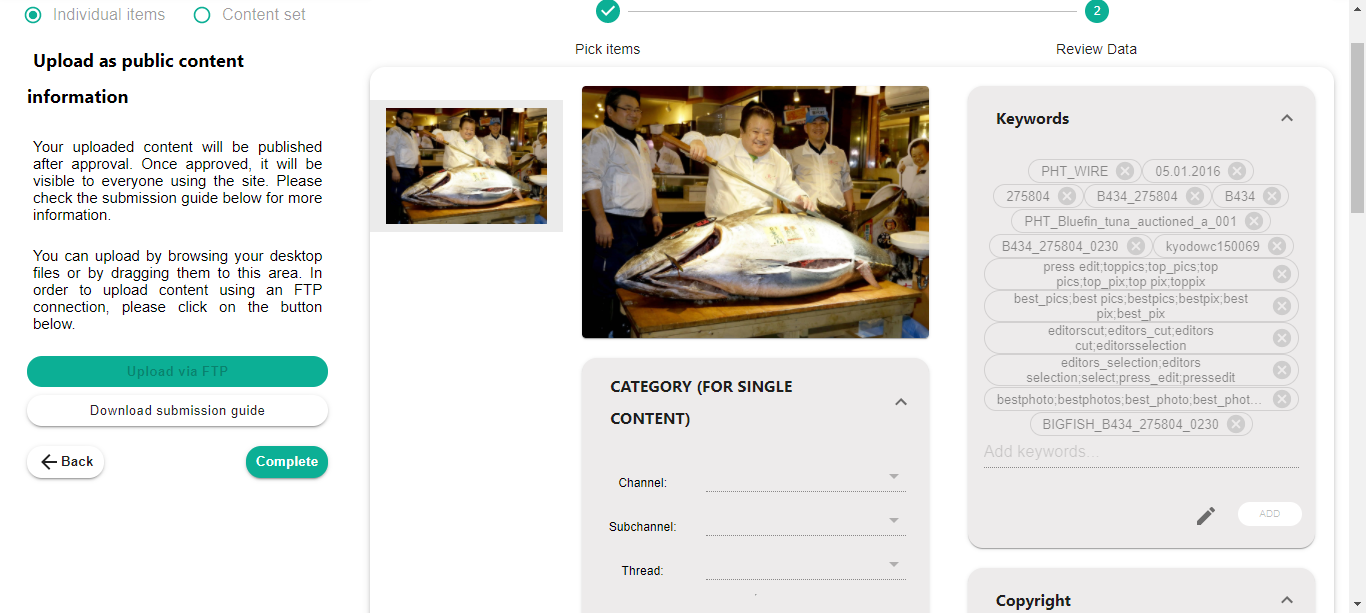 Individual items
Content set
Upload as public content
information
Your uploaded content will be published
after approval. Once approved, it will be
visible to everyone using the site. Please
check the submission guide below for more
information.
You can upload by browsing your desktop
files or by dragging them to this area. In
order to upload content using an FTP
connection, please click on the button
below.
Upload via FTP
Download submission guide
Back
Complete
2
Pick items
Review Data
CATEGORY (FOR SINGLE
CONTENT)
Channel:
Subchannel:
Thread:
Keywords
PHT_WIRE
05.01.2016
275804
B434_275804
B434
PHT_Bluefin_tuna_auctioned_a_001
B434_275804_0230
kyodowc150069
press edit;toppics;top_pics;top
pics;top_pix;top pix;toppix
best_pics;best pics;bestpics;bestpix;best
pix;best_pix
editorscut;editors_cut;editors
cut;editorsselection
editors_selection;editors
selection;select;press_edit;pressedit
bestphoto;bestphotos;best_photo;best_phot...
BIGFISH_B434_275804_0230
Add keywords...
ADD
Copyright